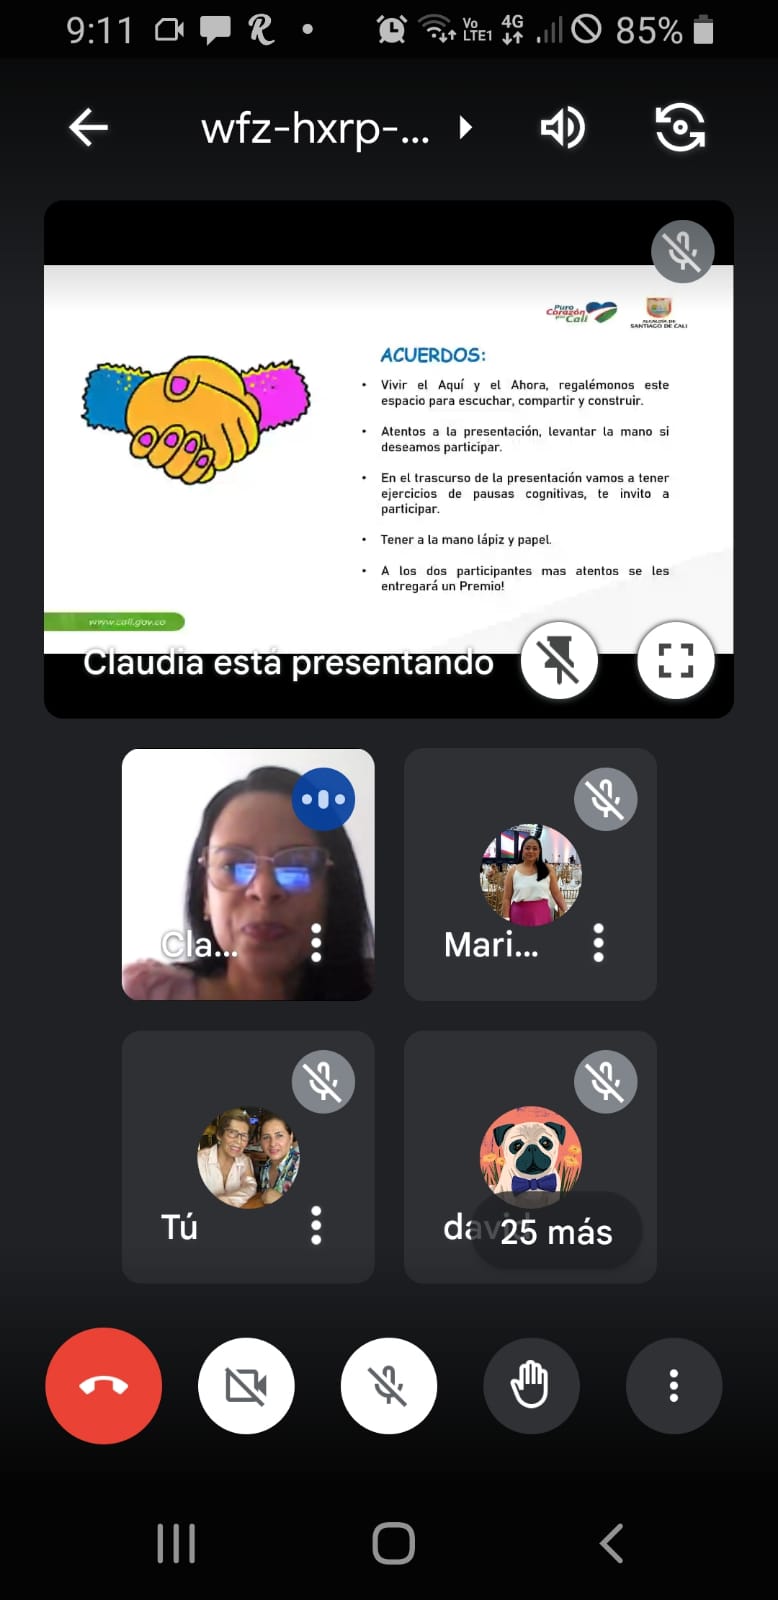 9:11
Vo
LTE1
4G
85%
wfz-hxrp-...
Puro
Corazón
por Cali
ALCALDÍA DE
SANTIAGO DE CALI
ACUERDOS:
• Vivir el Aquí y el Ahora, regalémonos este
espacio para escuchar, compartir y construir.
• Atentos a la presentación, levantar la mano si
deseamos participar.
• En el trascurso de la presentación vamos a tener
ejercicios de pausas cognitivas, te invito a
participar.
• Tener a la mano lápiz y papel.
• A los dos participantes mas atentos se les
entregará un Premio!
www.cali.gov.co
Claudia está presentando
Cla...
Mari...
Tú
david
25 más